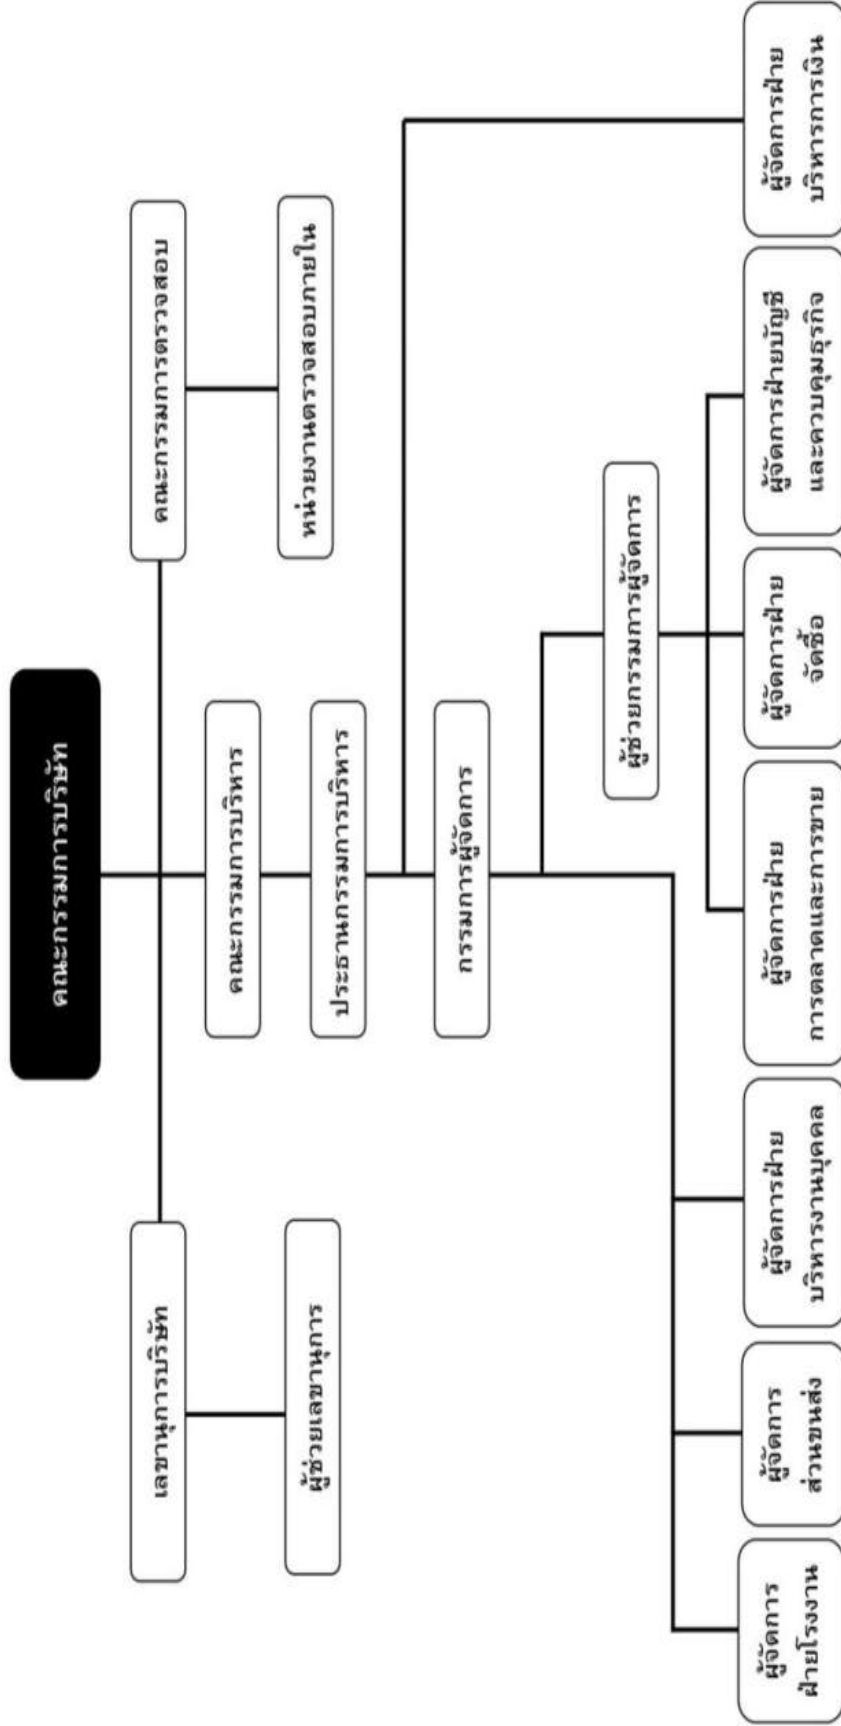 คณะกรรมการบริษัท
เลขานุการบริษัท
คณะกรรมการตรวจสอบ
ผู้ช่วยเลขานุการ
คณะกรรมการบริหาร
หน่วยงานตรวจสอบภายใน
ประธานกรรมการบริหาร
กรรมการผู้จัดการ
ผู้ช่วยกรรมการผู้จัดการ
ผู้จัดการ
ฝ่ายโรงงาน
ผู้จัดการ
ส่วนขนส่ง
ผู้จัดการฝ่าย
บริหารงานบุคคล
ผู้จัดการฝ่าย
การตลาดและการขาย
ผู้จัดการฝ่าย
จัดซื้อ
ผู้จัดการฝ่ายบัญชี
และควบคุมธุรกิจ
ผู้จัดการฝ่าย
บริหารการเงิน